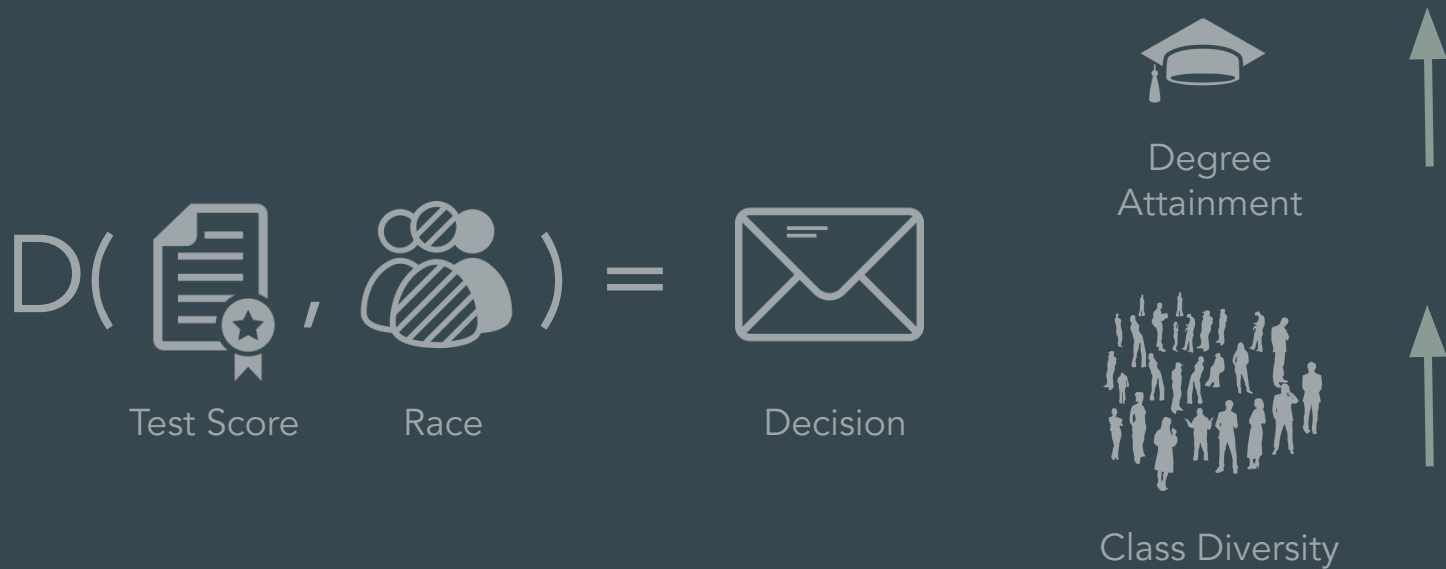 D( , ) =
Test Score
Race
Decision
Degree
Attainment
Class Diversity